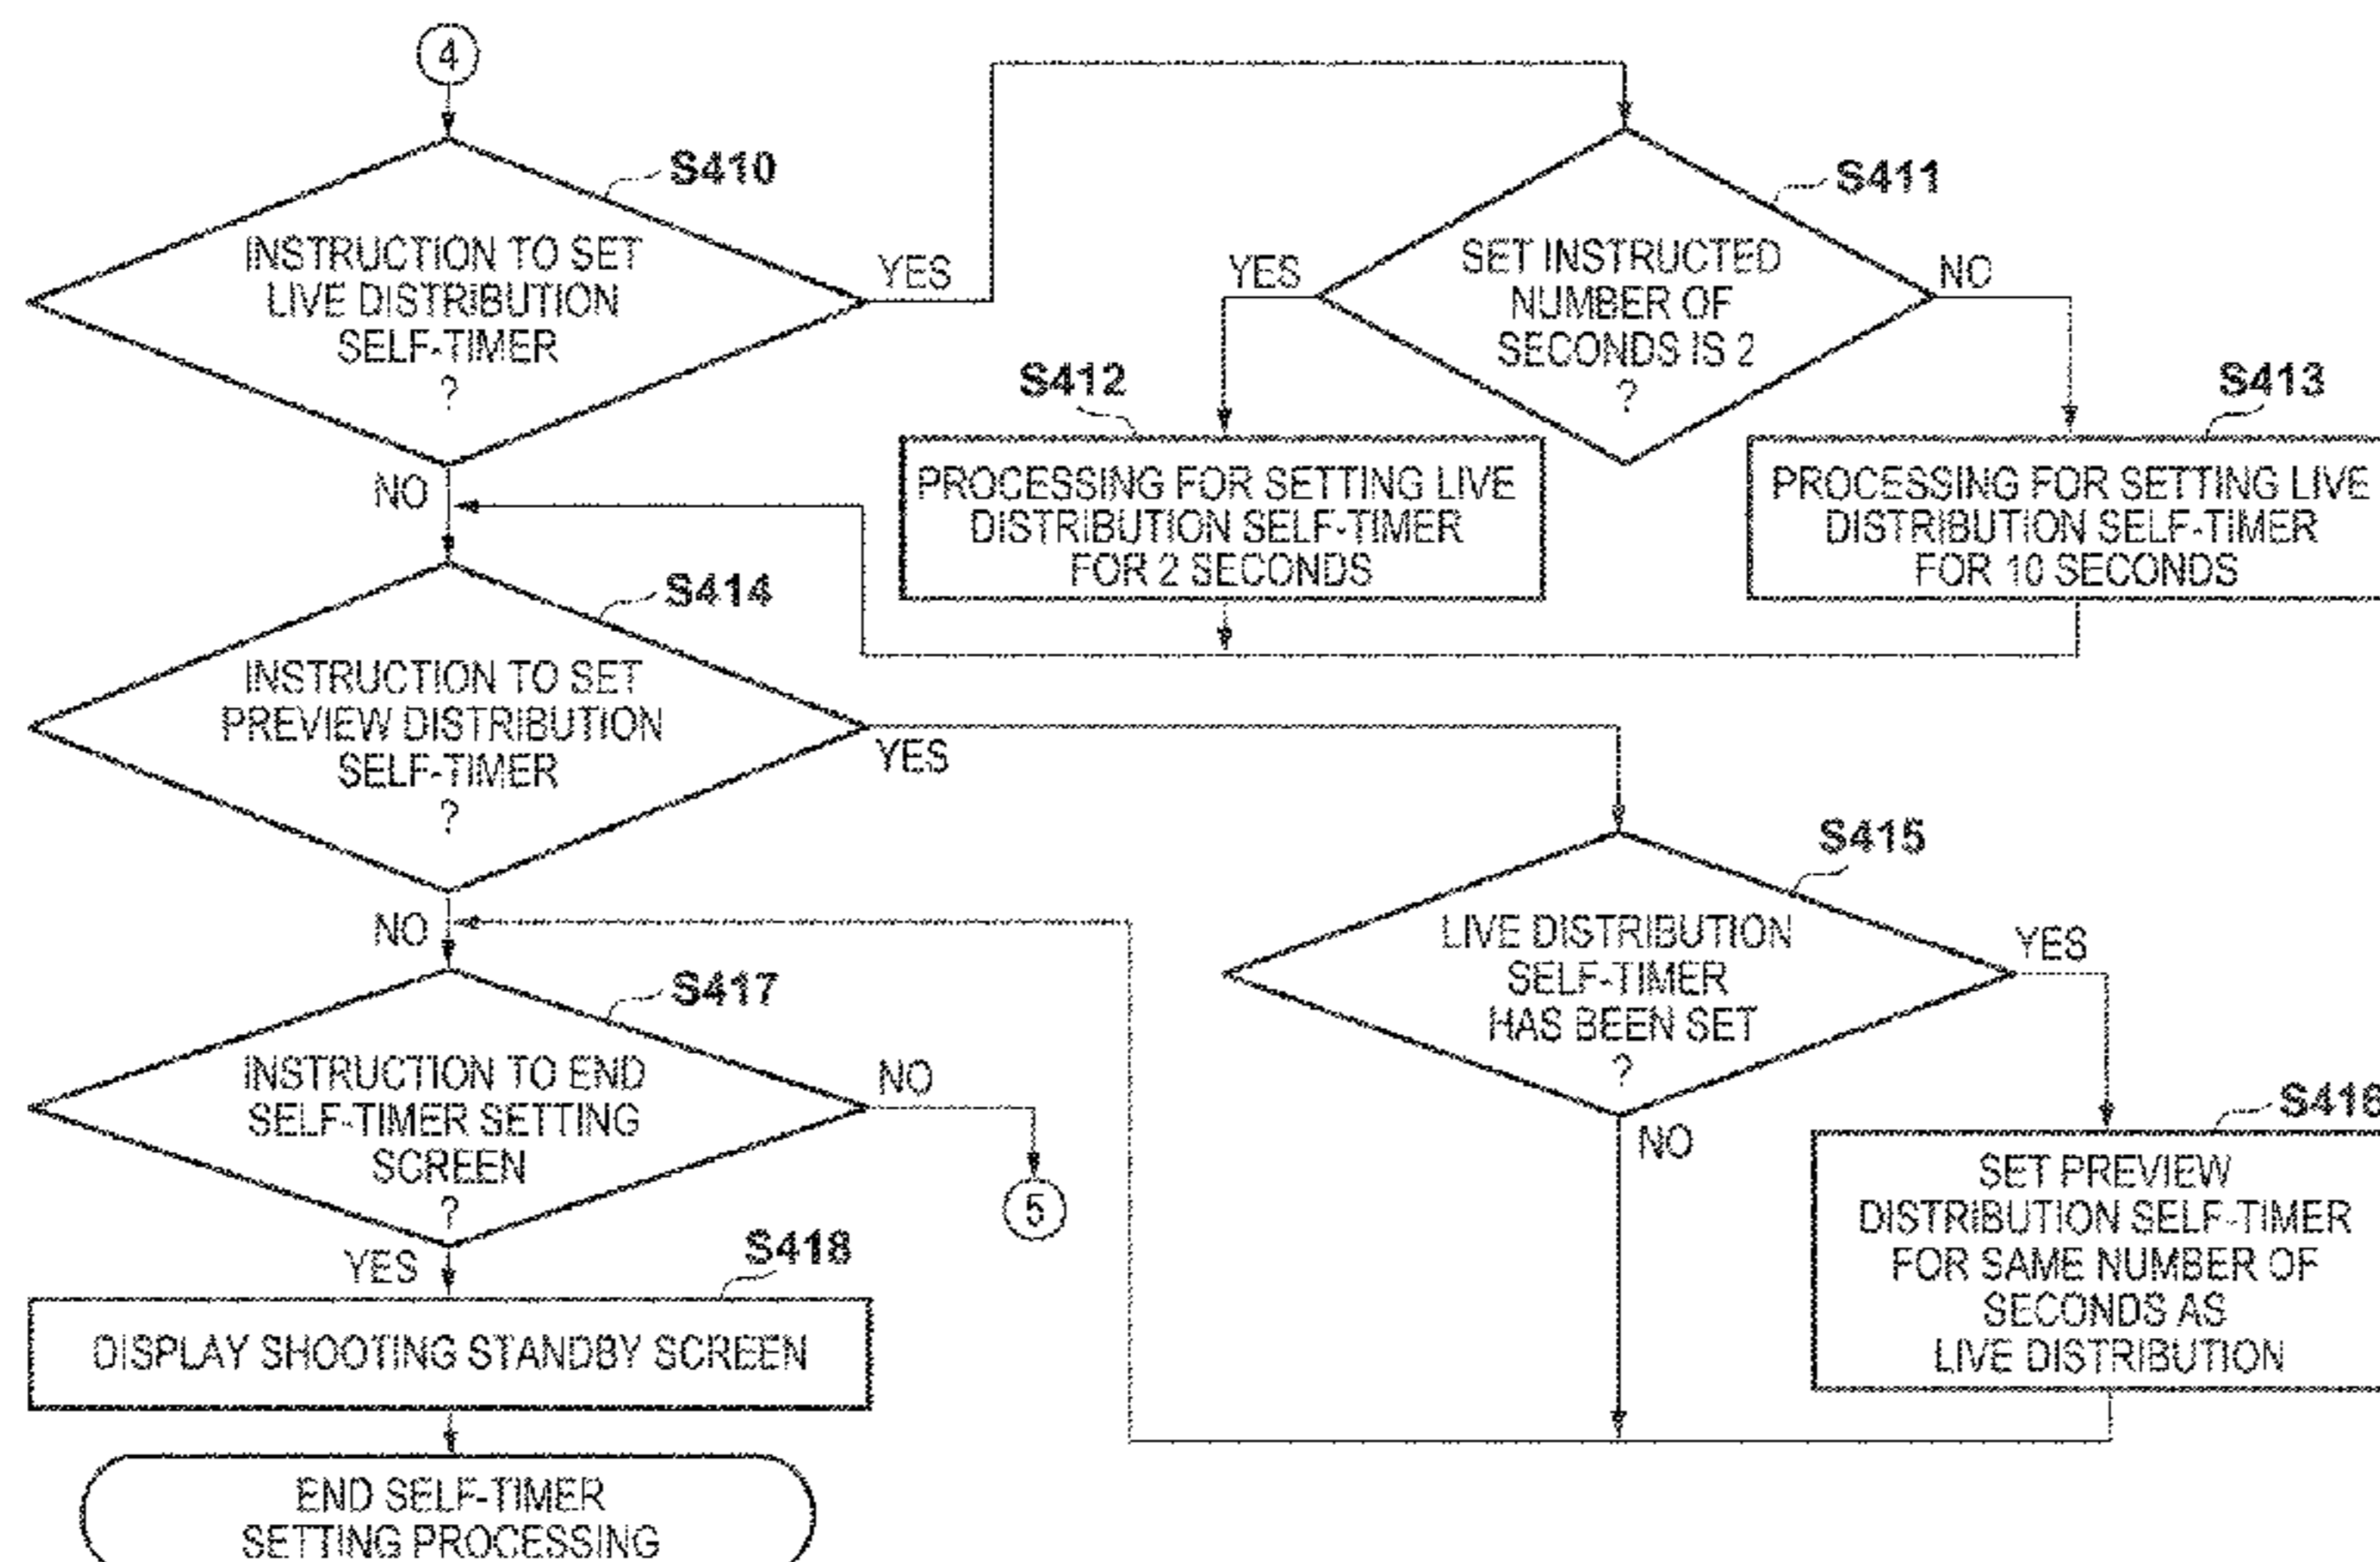 4
S410
INSTRUCTION TO SET
LIVE DISTRIBUTION
SELF-TIMER
?
YES
NO
S411
SET INSTRUCTED
NUMBER OF
SECONDS IS 2
?
YES
NO
S412
PROCESSING FOR SETTING LIVE
DISTRIBUTION SELF-TIMER
FOR 2 SECONDS
S413
PROCESSING FOR SETTING LIVE
DISTRIBUTION SELF-TIMER
FOR 10 SECONDS
S414
INSTRUCTION TO SET
PREVIEW DISTRIBUTION
SELF-TIMER
?
YES
NO
S415
LIVE DISTRIBUTION
SELF-TIMER
HAS BEEN SET
?
YES
NO
S416
SET PREVIEW
DISTRIBUTION SELF-TIMER
FOR SAME NUMBER OF
SECONDS AS
LIVE DISTRIBUTION
S417
INSTRUCTION TO END
SELF-TIMER SETTING
SCREEN
?
NO
5
YES
S418
DISPLAY SHOOTING STANDBY SCREEN
END SELF-TIMER
SETTING PROCESSING